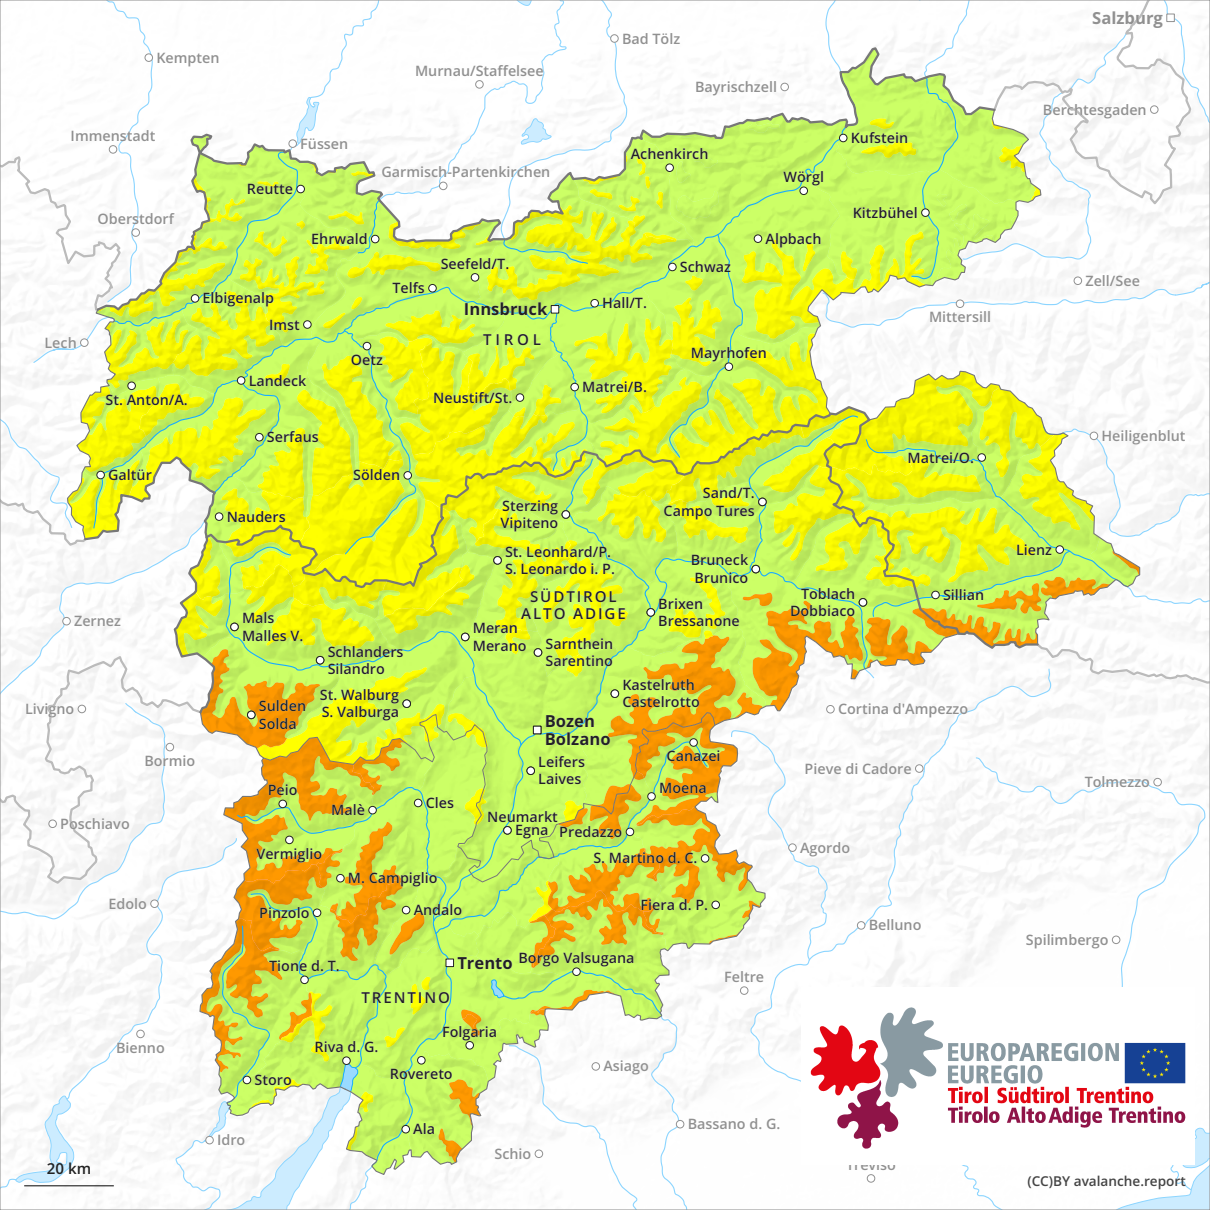 Salzburg
Bad Tölz
Kempten
Murnau/Staffelsee
Bayrischzell
Berchtesgaden
Immenstadt
Füssen
Kufstein
Achenkirch
Garmisch-Partenkirchen
Wörgl
Reutte
Oberstdorf
Kitzbühel
Ehrwald
Alpbach
Seefeld/T.
Schwaz
Zell/See
Telfs
Elbigenalp
Hall/T.
Innsbruck
Mittersill
Imst
TIROL
Lech
Oetz
Mayrhofen
Landeck
Matrei/B.
St. Anton/A.
Neustift/St.
Serfaus
Heiligenblut
Matrei/O.
Galtür
Sölden
Sand/T.
Campo Tures
Sterzing
Vipiteno
Nauders
Lienz
St. Leonhard/P.
S. Leonardo i. P.
Bruneck
Brunico
SÜDTIROL
ALTO ADIGE
Toblach
Dobbiaco
Sillian
Brixen
Bressanone
Zernez
Mals
Malles V.
Meran
Merano
Sarnthein
Sarentino
Schlanders
Silandro
Kastelruth
Castelrotto
St. Walburg
S. Valburga
Sulden
Solda
Livigno
Cortina d'Ampezzo
Bozen
Bolzano
Bormio
Canazei
Leifers
Laives
Pieve di Cadore
Tolmezzo
Peio
Moena
Malè
Cles
Neumarkt
Egna
Predazzo
Poschiavo
Vermiglio
Agordo
S. Martino d. C.
M. Campiglio
Edolo
Pinzolo
Andalo
Fiera d. P.
Belluno
Spilimbergo
Trento
Borgo Valsugana
Tione d. T.
Feltre
TRENTINO
Folgaria
Bienno
Riva d. G.
Rovereto
Asiago
Storo
EUROPAREGION
EUREGIO
Tirol Südtirol Trentino
Tirolo Alto Adige Trentino
Ala
Bassano d. G.
Idro
Schio
Treviso
20 km
(CC)BY avalanche.report